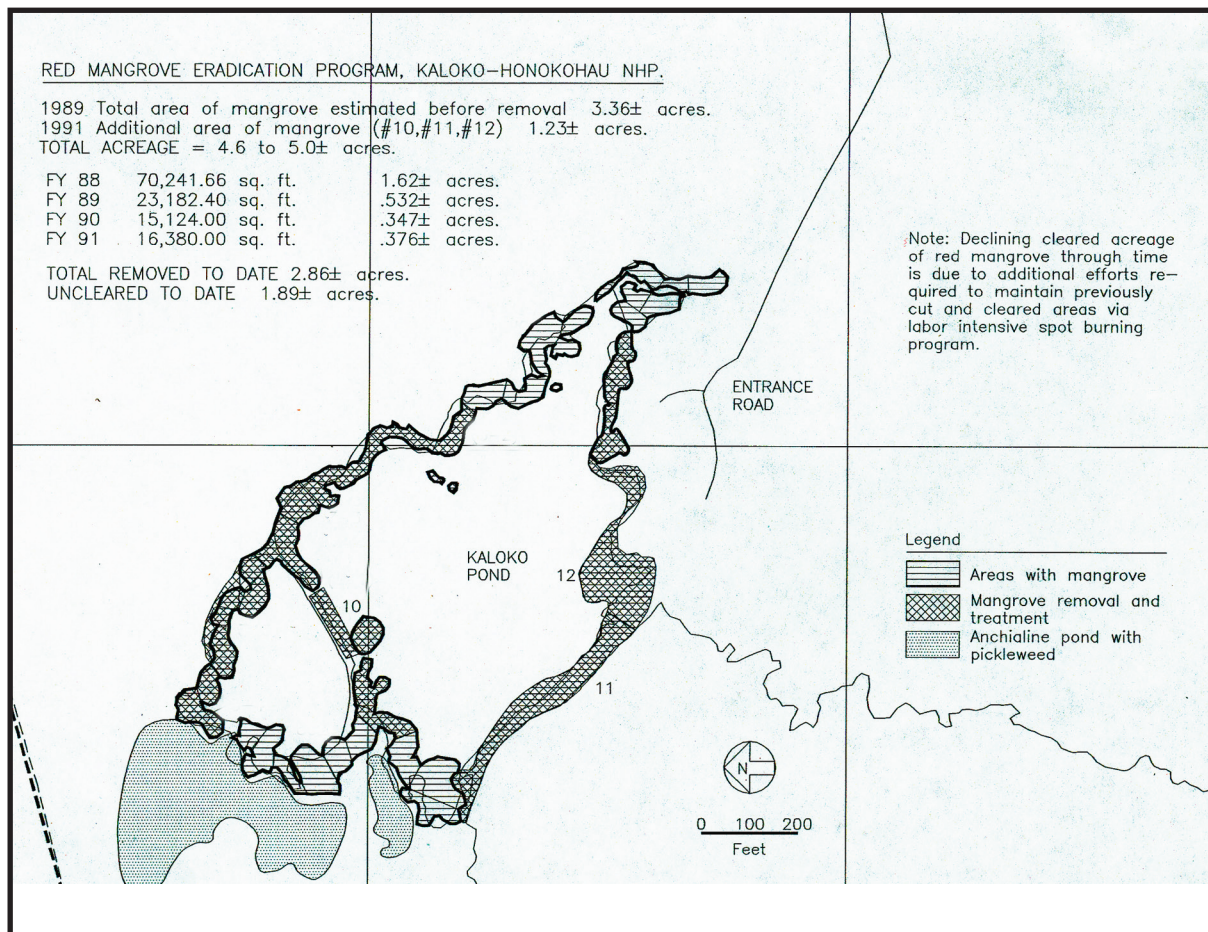 RED MANGROVE ERADICATION PROGRAM, KALOKO-HONOKOHAU NHP.
1989 Total area of mangrove estimated before removal 3.36± acres.
1991 Additional area of mangrove (#10,#11,#12) 1.23± acres.
TOTAL ACREAGE = 4.6 to 5.0± acres.
FY 88 70,241.66 sq. ft. 1.62± acres.
FY 89 23,182.40 sq. ft. .532± acres.
FY 90 15,124.00 sq. ft. .347± acres.
FY 91 16,380.00 sq. ft. .376± acres.
TOTAL REMOVED TO DATE 2.86± acres.
UNCLEARED TO DATE 1.89± acres.
Note: Declining cleared acreage
of red mangrove through time
is due to additional efforts re-
quired to maintain previously
cut and cleared areas via
labor intensive spot burning
program.
ENTRANCE
ROAD
KALOKO
POND
12
10
11
Legend
Areas with mangrove
Mangrove removal and
treatment
Anchialine pond with
pickleweed
N
0 100 200
Feet